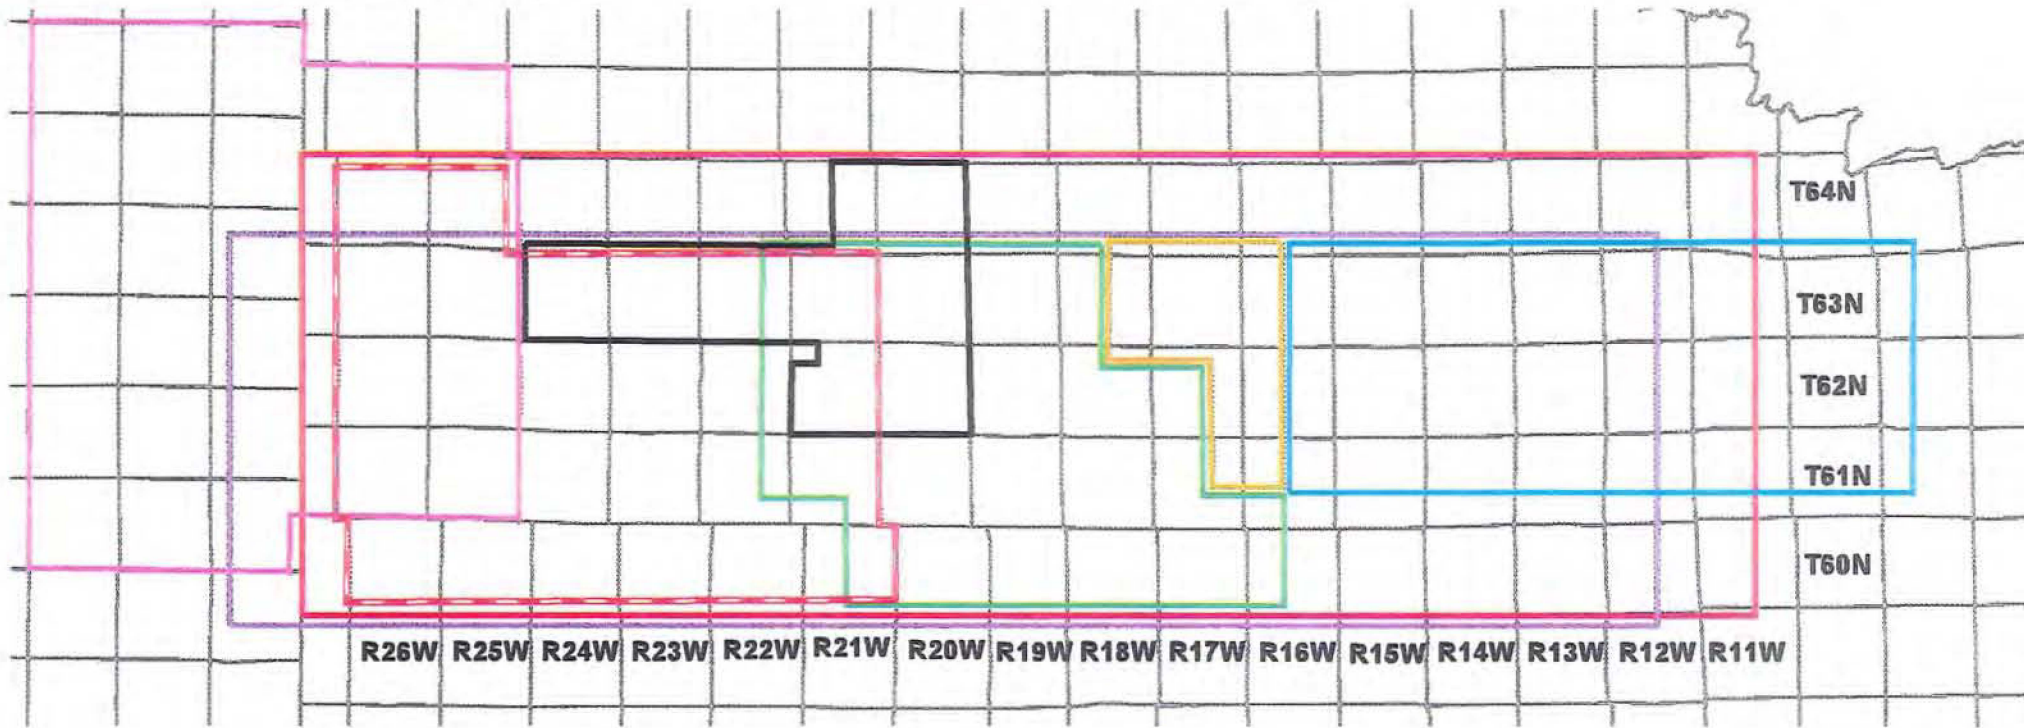 T64N
T63N
T62N
T61N
T60N
R26W R25W R24W R23W R22W R21W R20W R19W R18W R17W R16W R15W R14W R13W R12W R11W